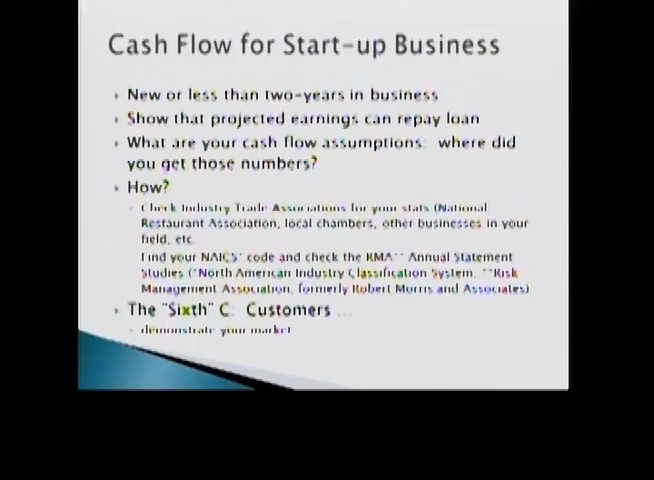 Cash Flow for Start-up Business
New or less than two-years in business
Show that projected earnings can repay loan
What are your cash flow assumptions: where did
you get those numbers?
How?
Check Industry Trade Associations for your stats (National
Restaurant Association, local chambers, other businesses in your
field, etc.
Find your NAICS* code and check the RMA** Annual Statement
Studies (*North American Industry Classification System, **Risk
Management Association, formerly Robert Morris and Associates)
The "Sixth" C: Customers ...
demonstrate your market